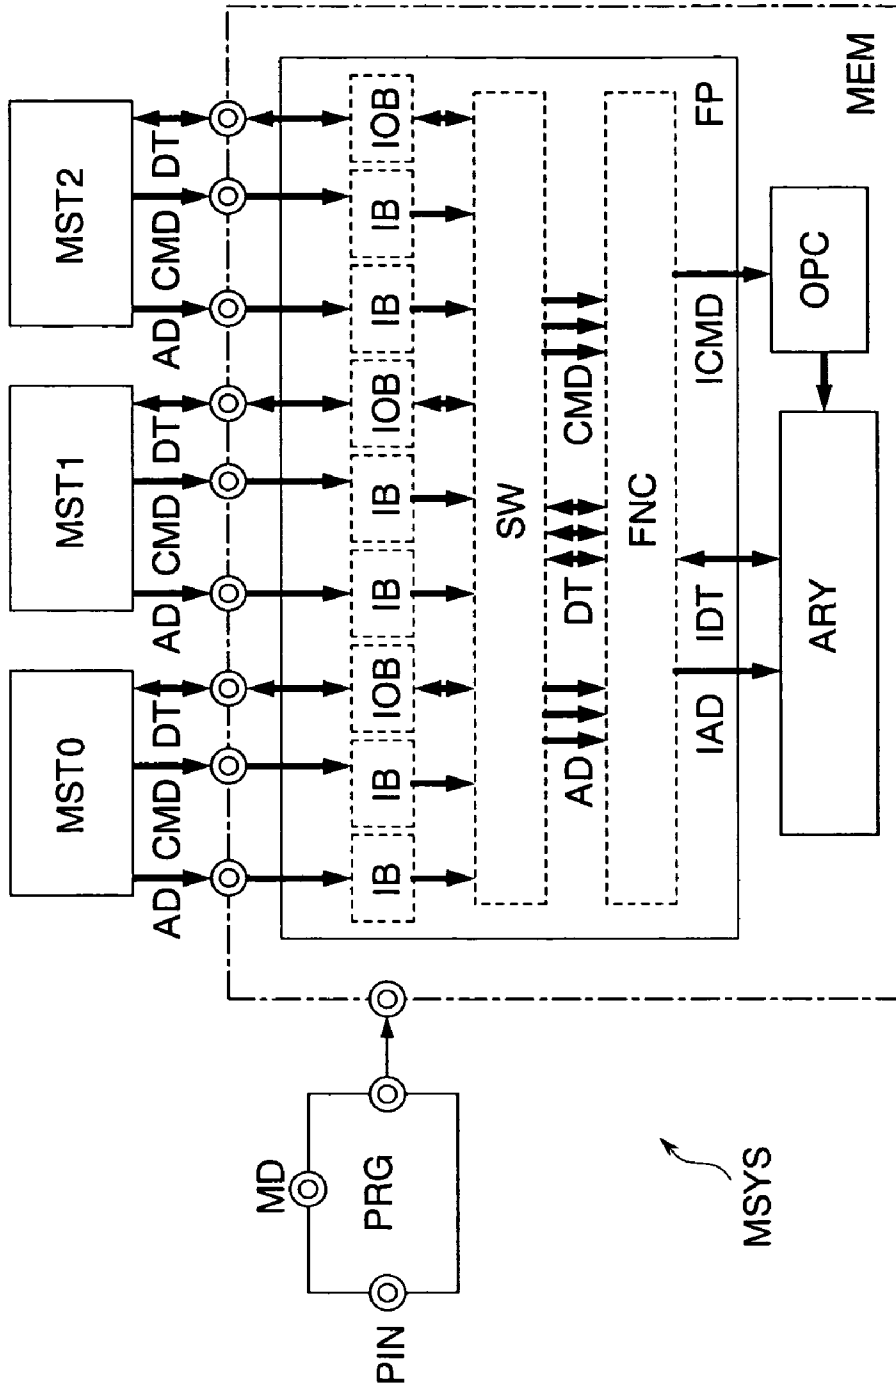 MST0
MST1
MST2
AD CMD DT
AD CMD DT
AD CMD DT
IB IB IOB IB IB IOB IB IB IOB
SW
AD DT CMD
FNC
FP
IAD IDT ICMD
ARY
OPC
MEM
MD
PRG
PIN
MSYS